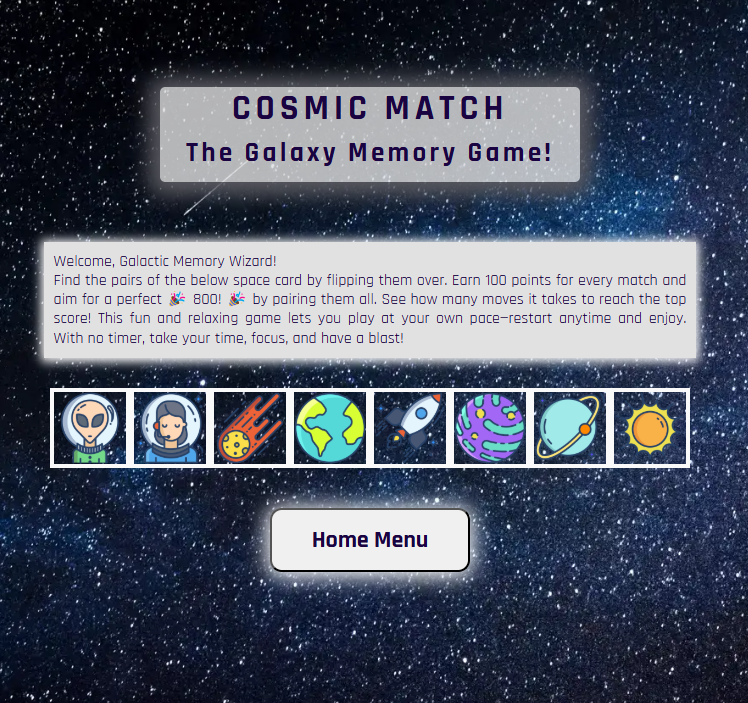 COSMIC MATCH
The Galaxy Memory Game!
Welcome, Galactic Memory Wizard!
Find the pairs of the below space card by flipping them over. Earn 100 points for every match and
aim for a perfect 🎉 800! 🎉 by pairing them all. See how many moves it takes to reach the top
score! This fun and relaxing game lets you play at your own pace—restart anytime and enjoy.
With no timer, take your time, focus, and have a blast!
Home Menu